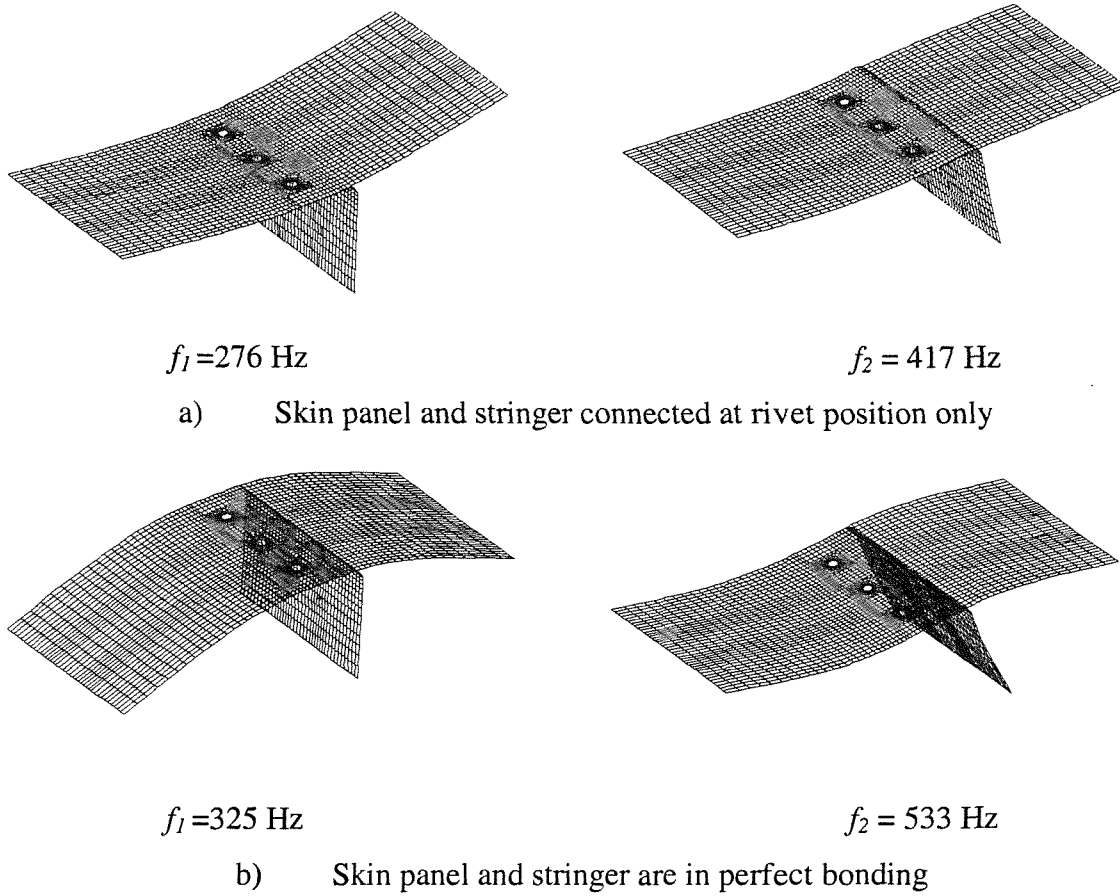 f1 =276 Hz
f2 = 417 Hz
a) Skin panel and stringer connected at rivet position only
f1 =325 Hz
f2 = 533 Hz
b) Skin panel and stringer are in perfect bonding